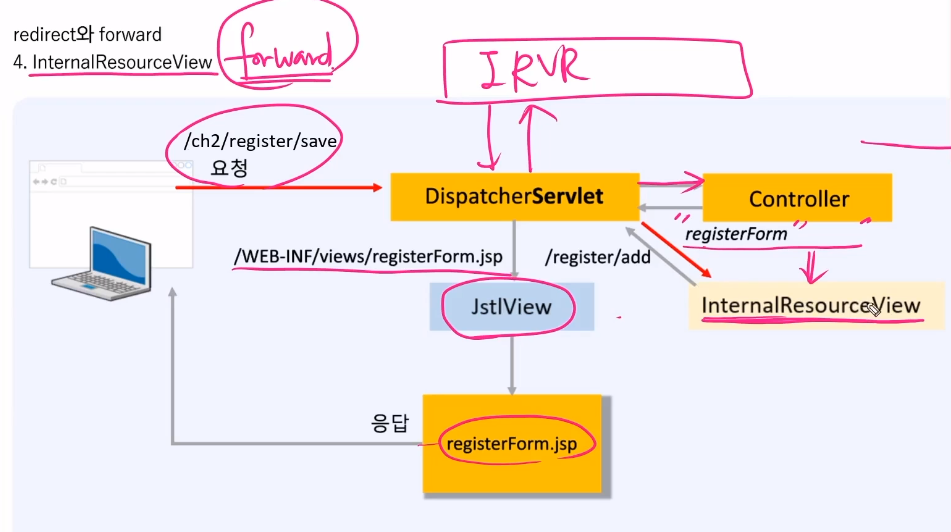 redirect와 forward
4. InternalResourceView
forward
IRVR
/ch2/register/save
요청
DispatcherServlet
Controller
"registerForm"
/WEB-INF/views/registerForm.jsp
/register/add
JstlView
InternalResourceView
응답
registerForm.jsp